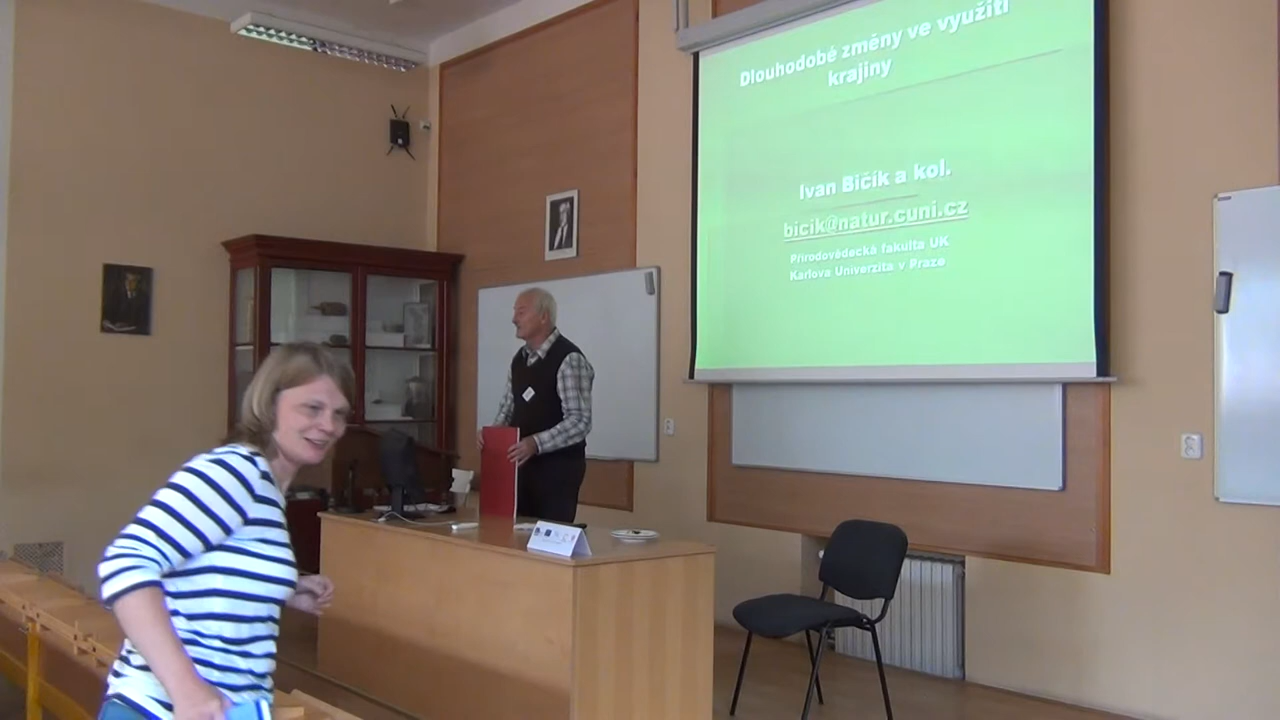 Dlouhodobé změny ve využití
krajiny
Ivan Bičík a kol.
bicik@natur.cuni.cz
Přírodovědecká fakulta UK
Karlova Univerzita v Praze